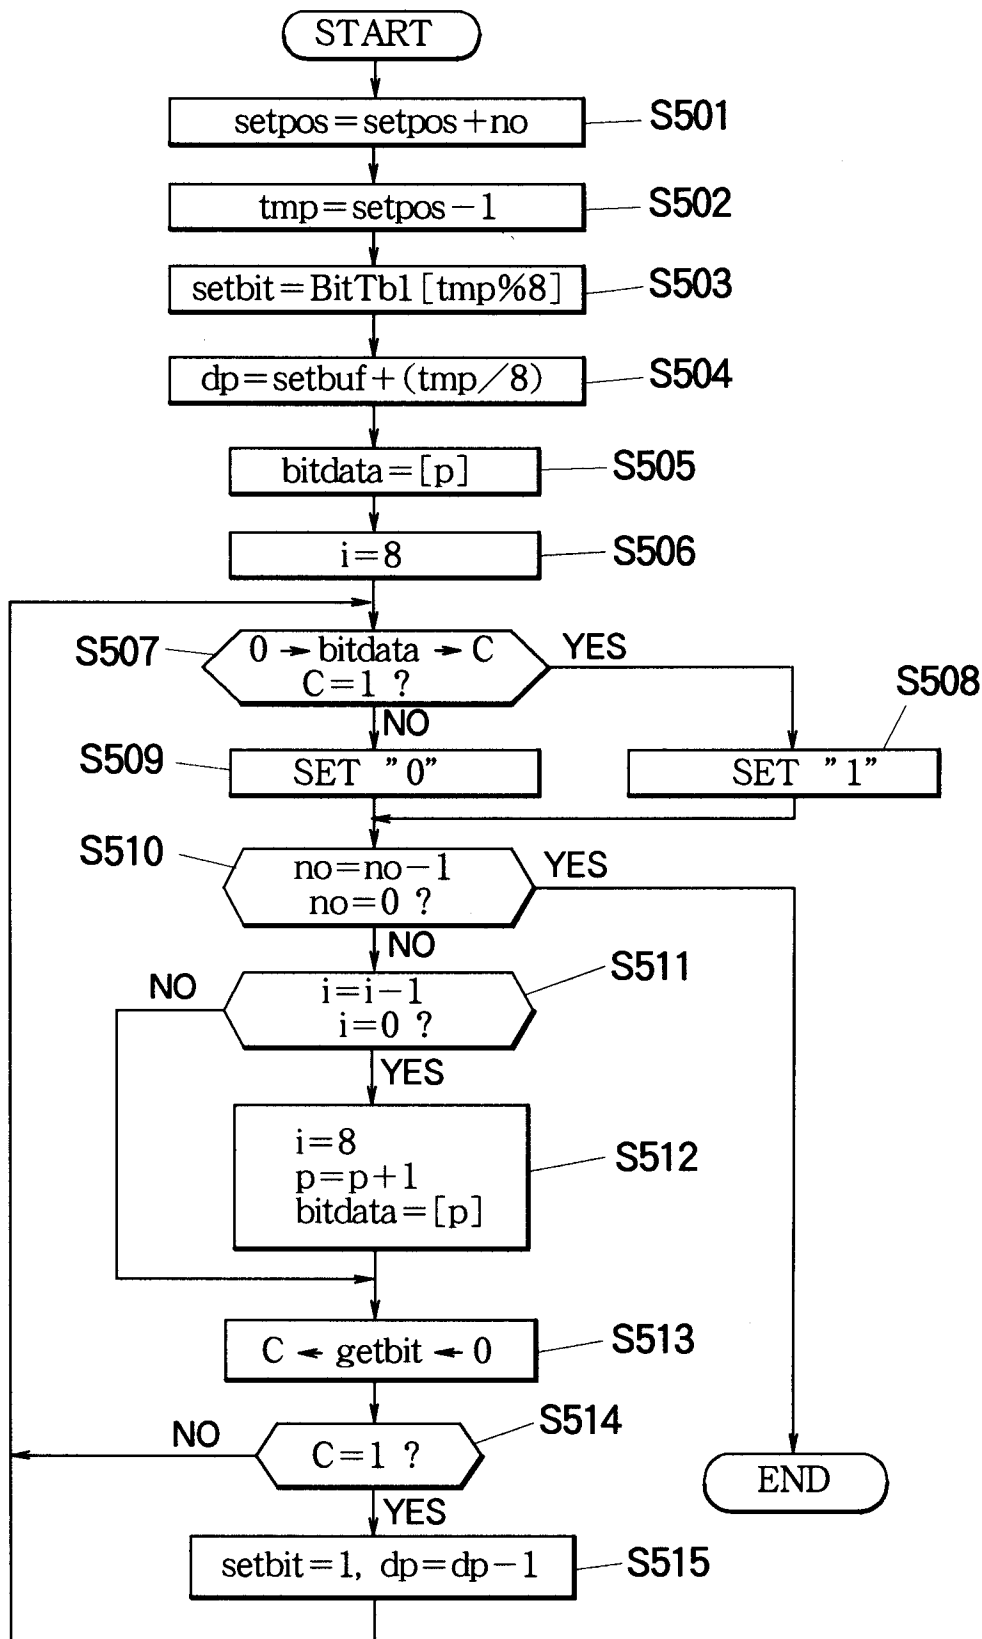 START
setpos=setpos+no
S501
tmp=setpos-1
S502
setbit=BitTbl[tmp%8]
S503
dp=setbuf+(tmp/8)
S504
bitdata=[p]
S505
i=8
S506
S507
0→bitdata→C
C=1 ?
YES
NO
S508
S509
SET "0"
SET "1"
S510
no=no-1
no=0 ?
YES
NO
S511
NO
i=i-1
i=0 ?
YES
i=8
p=p+1
bitdata=[p]
S512
C←getbit←0
S513
S514
NO
C=1 ?
YES
END
setbit=1, dp=dp-1
S515